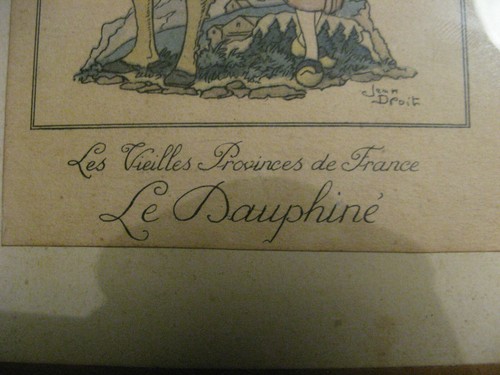 Jean
Droit
Les Vieilles Provinces de France
Le Dauphiné